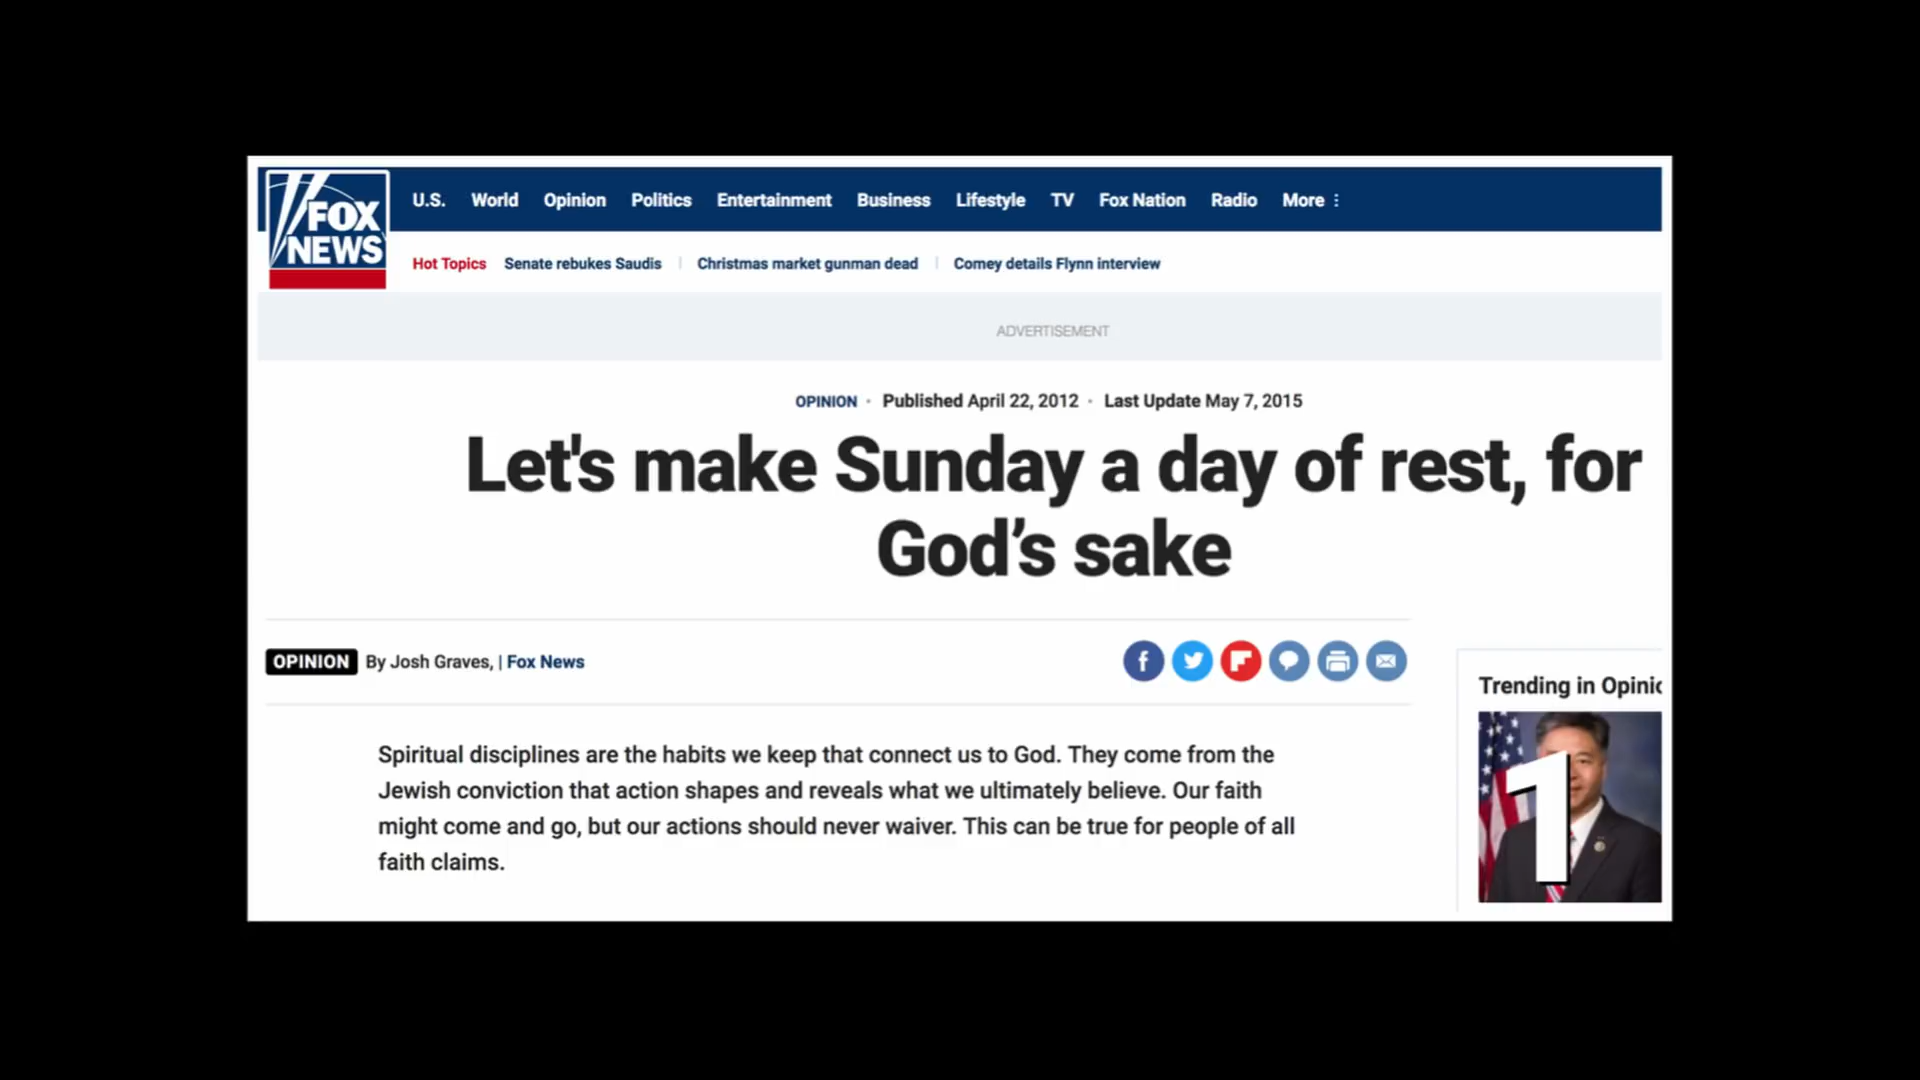 FOX
NEWS
U.S. World Opinion Politics Entertainment Business Lifestyle TV Fox Nation Radio More
Hot Topics Senate rebukes Saudis | Christmas market gunman dead | Comey details Flynn interview
ADVERTISEMENT
OPINION · Published April 22, 2012 · Last Update May 7, 2015
Let's make Sunday a day of rest, for
God’s sake
OPINION By Josh Graves, | Fox News
Trending in Opinio
1
Spiritual disciplines are the habits we keep that connect us to God. They come from the
Jewish conviction that action shapes and reveals what we ultimately believe. Our faith
might come and go, but our actions should never waiver. This can be true for people of all
faith claims.